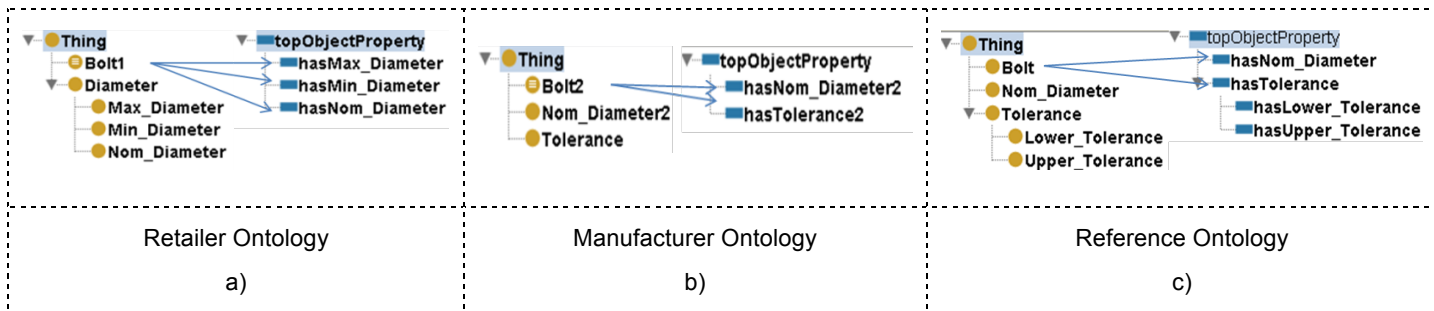 Thing
Bolt1
Diameter
Max_Diameter
Min_Diameter
Nom_Diameter
topObjectProperty
hasMax_Diameter
hasMin_Diameter
hasNom_Diameter
Retailer Ontology
a)
Thing
Bolt2
Nom_Diameter2
Tolerance
topObjectProperty
hasNom_Diameter2
hasTolerance2
Manufacturer Ontology
b)
Thing
Bolt
Nom_Diameter
Tolerance
Lower_Tolerance
Upper_Tolerance
topObjectProperty
hasNom_Diameter
hasTolerance
hasLower_Tolerance
hasUpper_Tolerance
Reference Ontology
c)